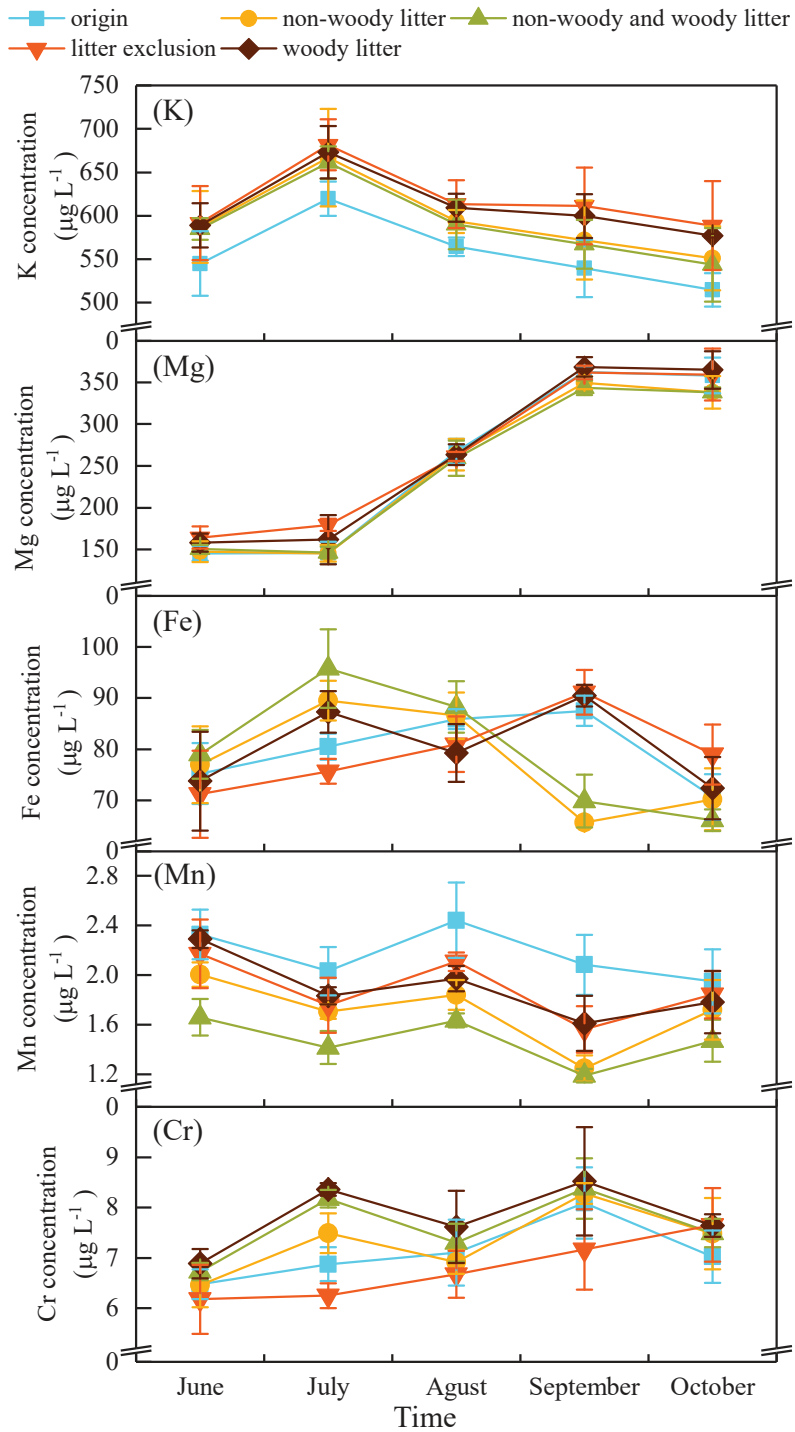 origin non-woody litter non-woody and woody litter
litter exclusion woody litter
750
(K)
700
650
600
550
500
0
K concentration
(μg L⁻¹)
(Mg)
350
300
250
200
150
0
Mg concentration
(μg L⁻¹)
(Fe)
100
90
80
70
0
Fe concentration
(μg L⁻¹)
(Mn)
2.8
2.4
2.0
1.6
1.2
0
Mn concentration
(μg L⁻¹)
(Cr)
9
8
7
6
0
Cr concentration
(μg L⁻¹)
June July Agust September October
Time